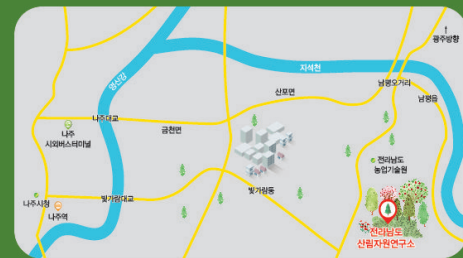 광주방향
영산강
지석천
남평오거리
산포면
남평읍
나주대교
나주
시외버스터미널
금천면
전라남도
농업기술원
나주시청
빛가람대교
빛가람동
나주역
전라남도
산림자원연구소